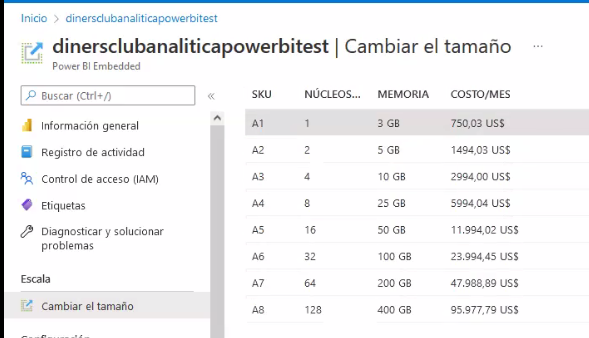 Inicio > dinersclubanaliticapowerbitest
dinersclubanaliticapowerbitest | Cambiar el tamaño ...
Power BI Embedded
Buscar (Ctrl+/) «
Información general
Registro de actividad
Control de acceso (IAM)
Etiquetas
Diagnosticar y solucionar
problemas
Escala
Cambiar el tamaño
SKU NÚCLEOS... MEMORIA COSTO/MES
A1 1 3 GB 750,03 US$
A2 2 5 GB 1494,03 US$
A3 4 10 GB 2994,00 US$
A4 8 25 GB 5994,04 US$
A5 16 50 GB 11.994,02 US$
A6 32 100 GB 23.994,45 US$
A7 64 200 GB 47.988,89 US$
A8 128 400 GB 95.977,79 US$